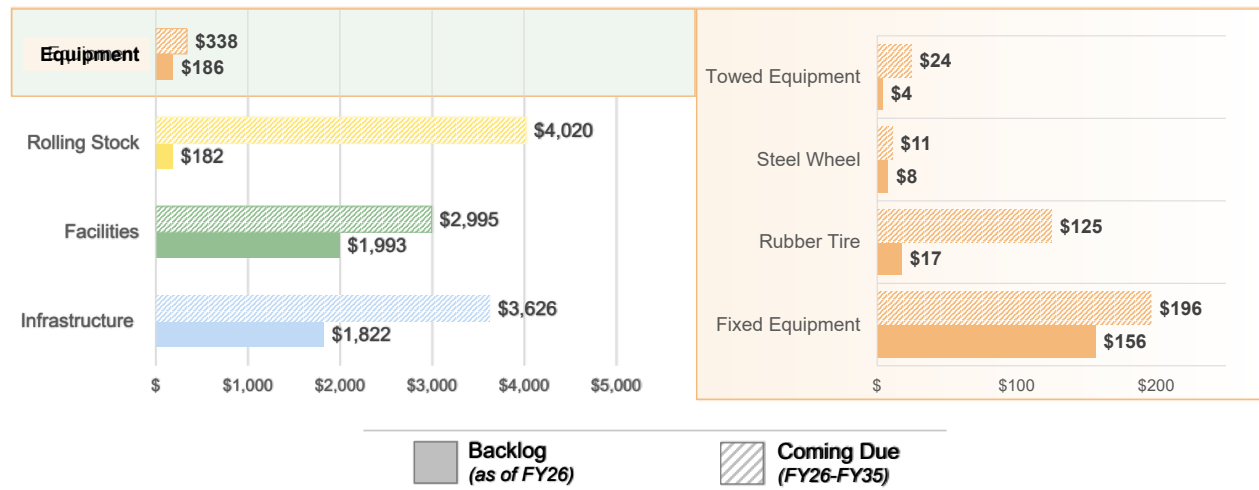 Equipment
$338
$186
Rolling Stock
$4,020
$182
Facilities
$2,995
$1,993
Infrastructure
$3,626
$1,822
$ $1,000 $2,000 $3,000 $4,000 $5,000
Towed Equipment
$24
$4
Steel Wheel
$11
$8
Rubber Tire
$125
$17
Fixed Equipment
$196
$156
$ $100 $200
Backlog
(as of FY26)
Coming Due
(FY26-FY35)